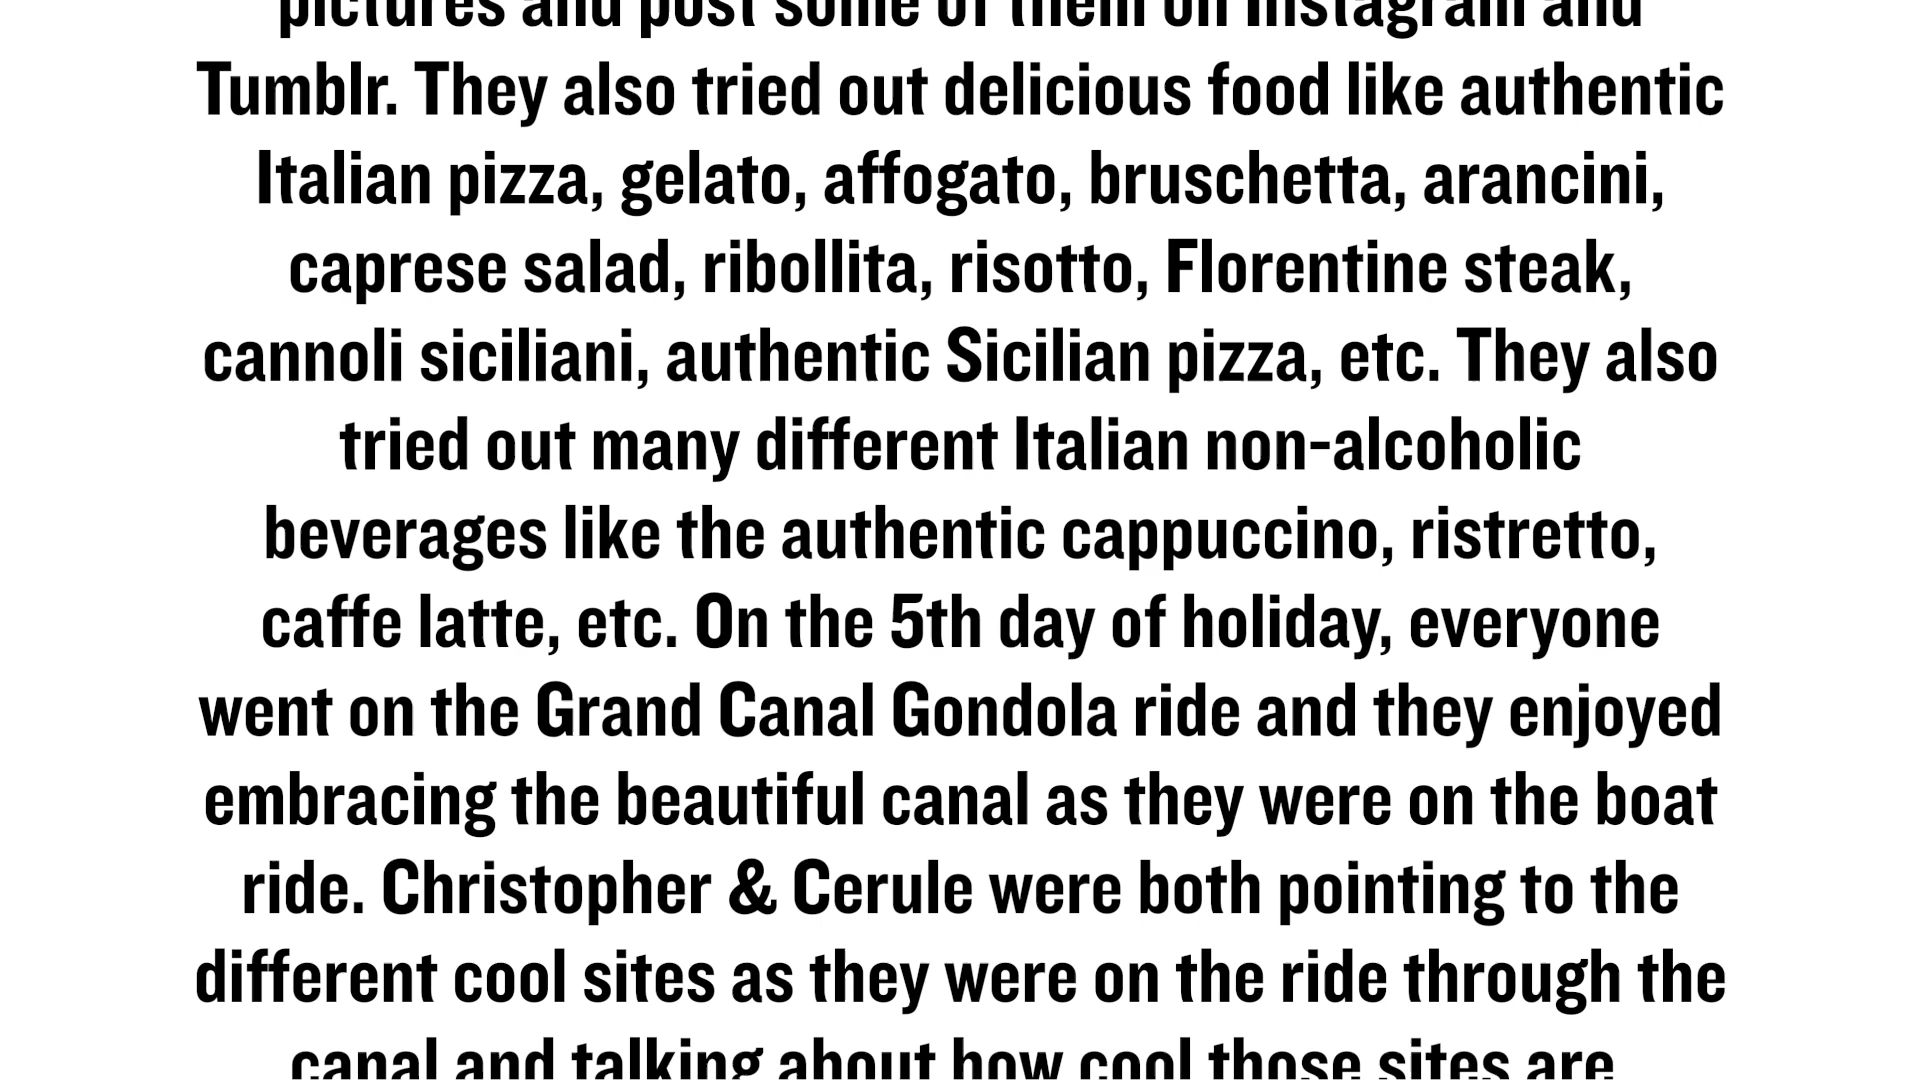 pictures and post some of them on Instagram and
Tumblr. They also tried out delicious food like authentic
Italian pizza, gelato, affogato, bruschetta, arancini,
caprese salad, ribollita, risotto, Florentine steak,
cannoli siciliani, authentic Sicilian pizza, etc. They also
tried out many different Italian non-alcoholic
beverages like the authentic cappuccino, ristretto,
caffe latte, etc. On the 5th day of holiday, everyone
went on the Grand Canal Gondola ride and they enjoyed
embracing the beautiful canal as they were on the boat
ride. Christopher & Cerule were both pointing to the
different cool sites as they were on the ride through the
canal and talking about how cool those sites are